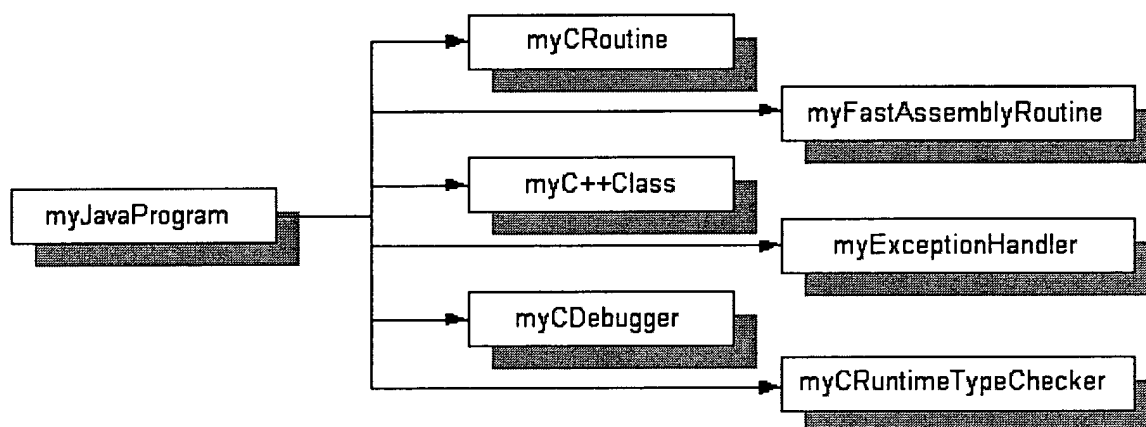 myCRoutine
myFastAssemblyRoutine
myC++Class
myJavaProgram
myExceptionHandler
myCDebugger
myCRuntimeTypeChecker